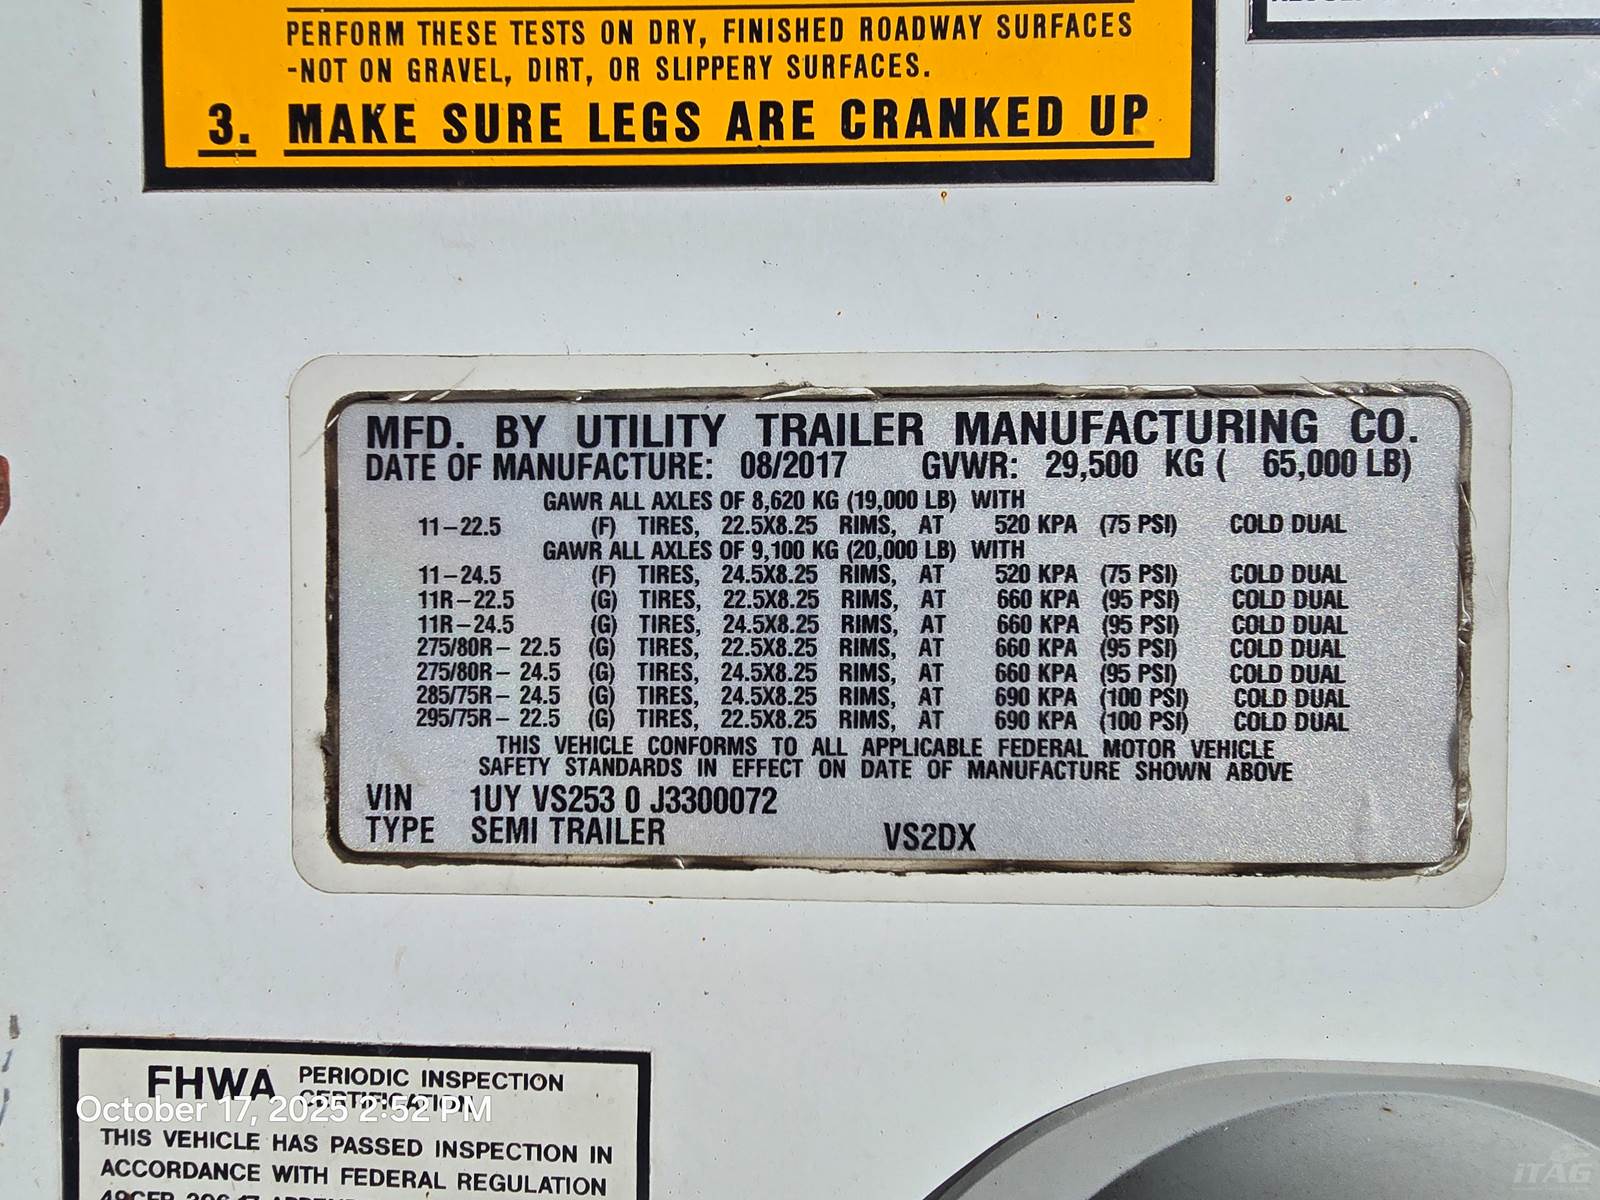 PERFORM THESE TESTS ON DRY, FINISHED ROADWAY SURFACES
-NOT ON GRAVEL, DIRT, OR SLIPPERY SURFACES.
3. MAKE SURE LEGS ARE CRANKED UP
MFD. BY UTILITY TRAILER MANUFACTURING CO.
DATE OF MANUFACTURE: 08/2017 GVWR: 29,500 KG ( 65,000 LB)
GAWR ALL AXLES OF 8,620 KG (19,000 LB) WITH
11-22.5 (F) TIRES, 22.5X8.25 RIMS, AT 520 KPA (75 PSI) COLD DUAL
GAWR ALL AXLES OF 9,100 KG (20,000 LB) WITH
11-24.5 (F) TIRES, 24.5X8.25 RIMS, AT 520 KPA (75 PSI) COLD DUAL
11R-22.5 (G) TIRES, 22.5X8.25 RIMS, AT 660 KPA (95 PSI) COLD DUAL
11R-24.5 (G) TIRES, 24.5X8.25 RIMS, AT 660 KPA (95 PSI) COLD DUAL
275/80R- 22.5 (G) TIRES, 22.5X8.25 RIMS, AT 660 KPA (95 PSI) COLD DUAL
275/80R- 24.5 (G) TIRES, 24.5X8.25 RIMS, AT 660 KPA (95 PSI) COLD DUAL
285/75R- 24.5 (G) TIRES, 24.5X8.25 RIMS, AT 690 KPA (100 PSI) COLD DUAL
295/75R- 22.5 (G) TIRES, 22.5X8.25 RIMS, AT 690 KPA (100 PSI) COLD DUAL
THIS VEHICLE CONFORMS TO ALL APPLICABLE FEDERAL MOTOR VEHICLE
SAFETY STANDARDS IN EFFECT ON DATE OF MANUFACTURE SHOWN ABOVE
VIN 1UY VS253 0 J3300072
TYPE SEMI TRAILER VS2DX
FHWA PERIODIC INSPECTION
CERTIFICATION
October 17, 2025 2:52 PM
THIS VEHICLE HAS PASSED INSPECTION IN
ACCORDANCE WITH FEDERAL REGULATION
iTAG